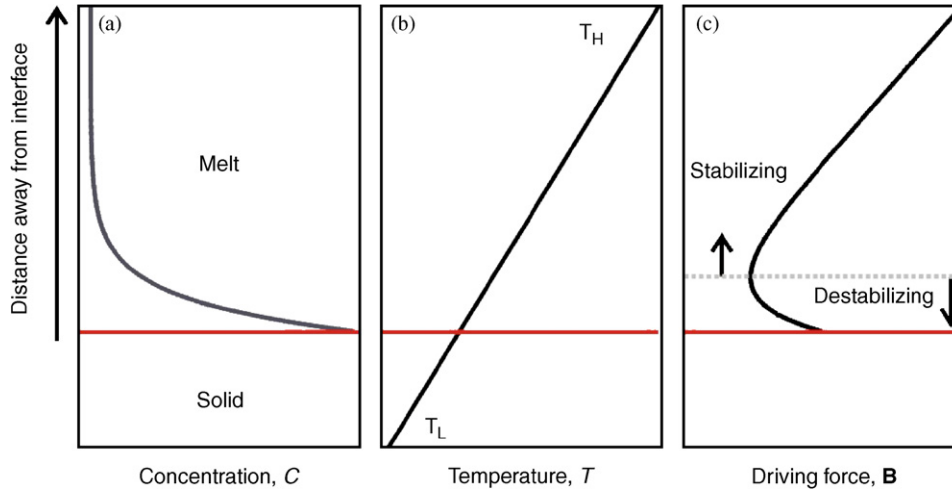 Distance away from interface
(a)
Melt
Solid
Concentration, C
(b)
T_H
T_L
Temperature, T
(c)
Stabilizing
Destabilizing
Driving force, B